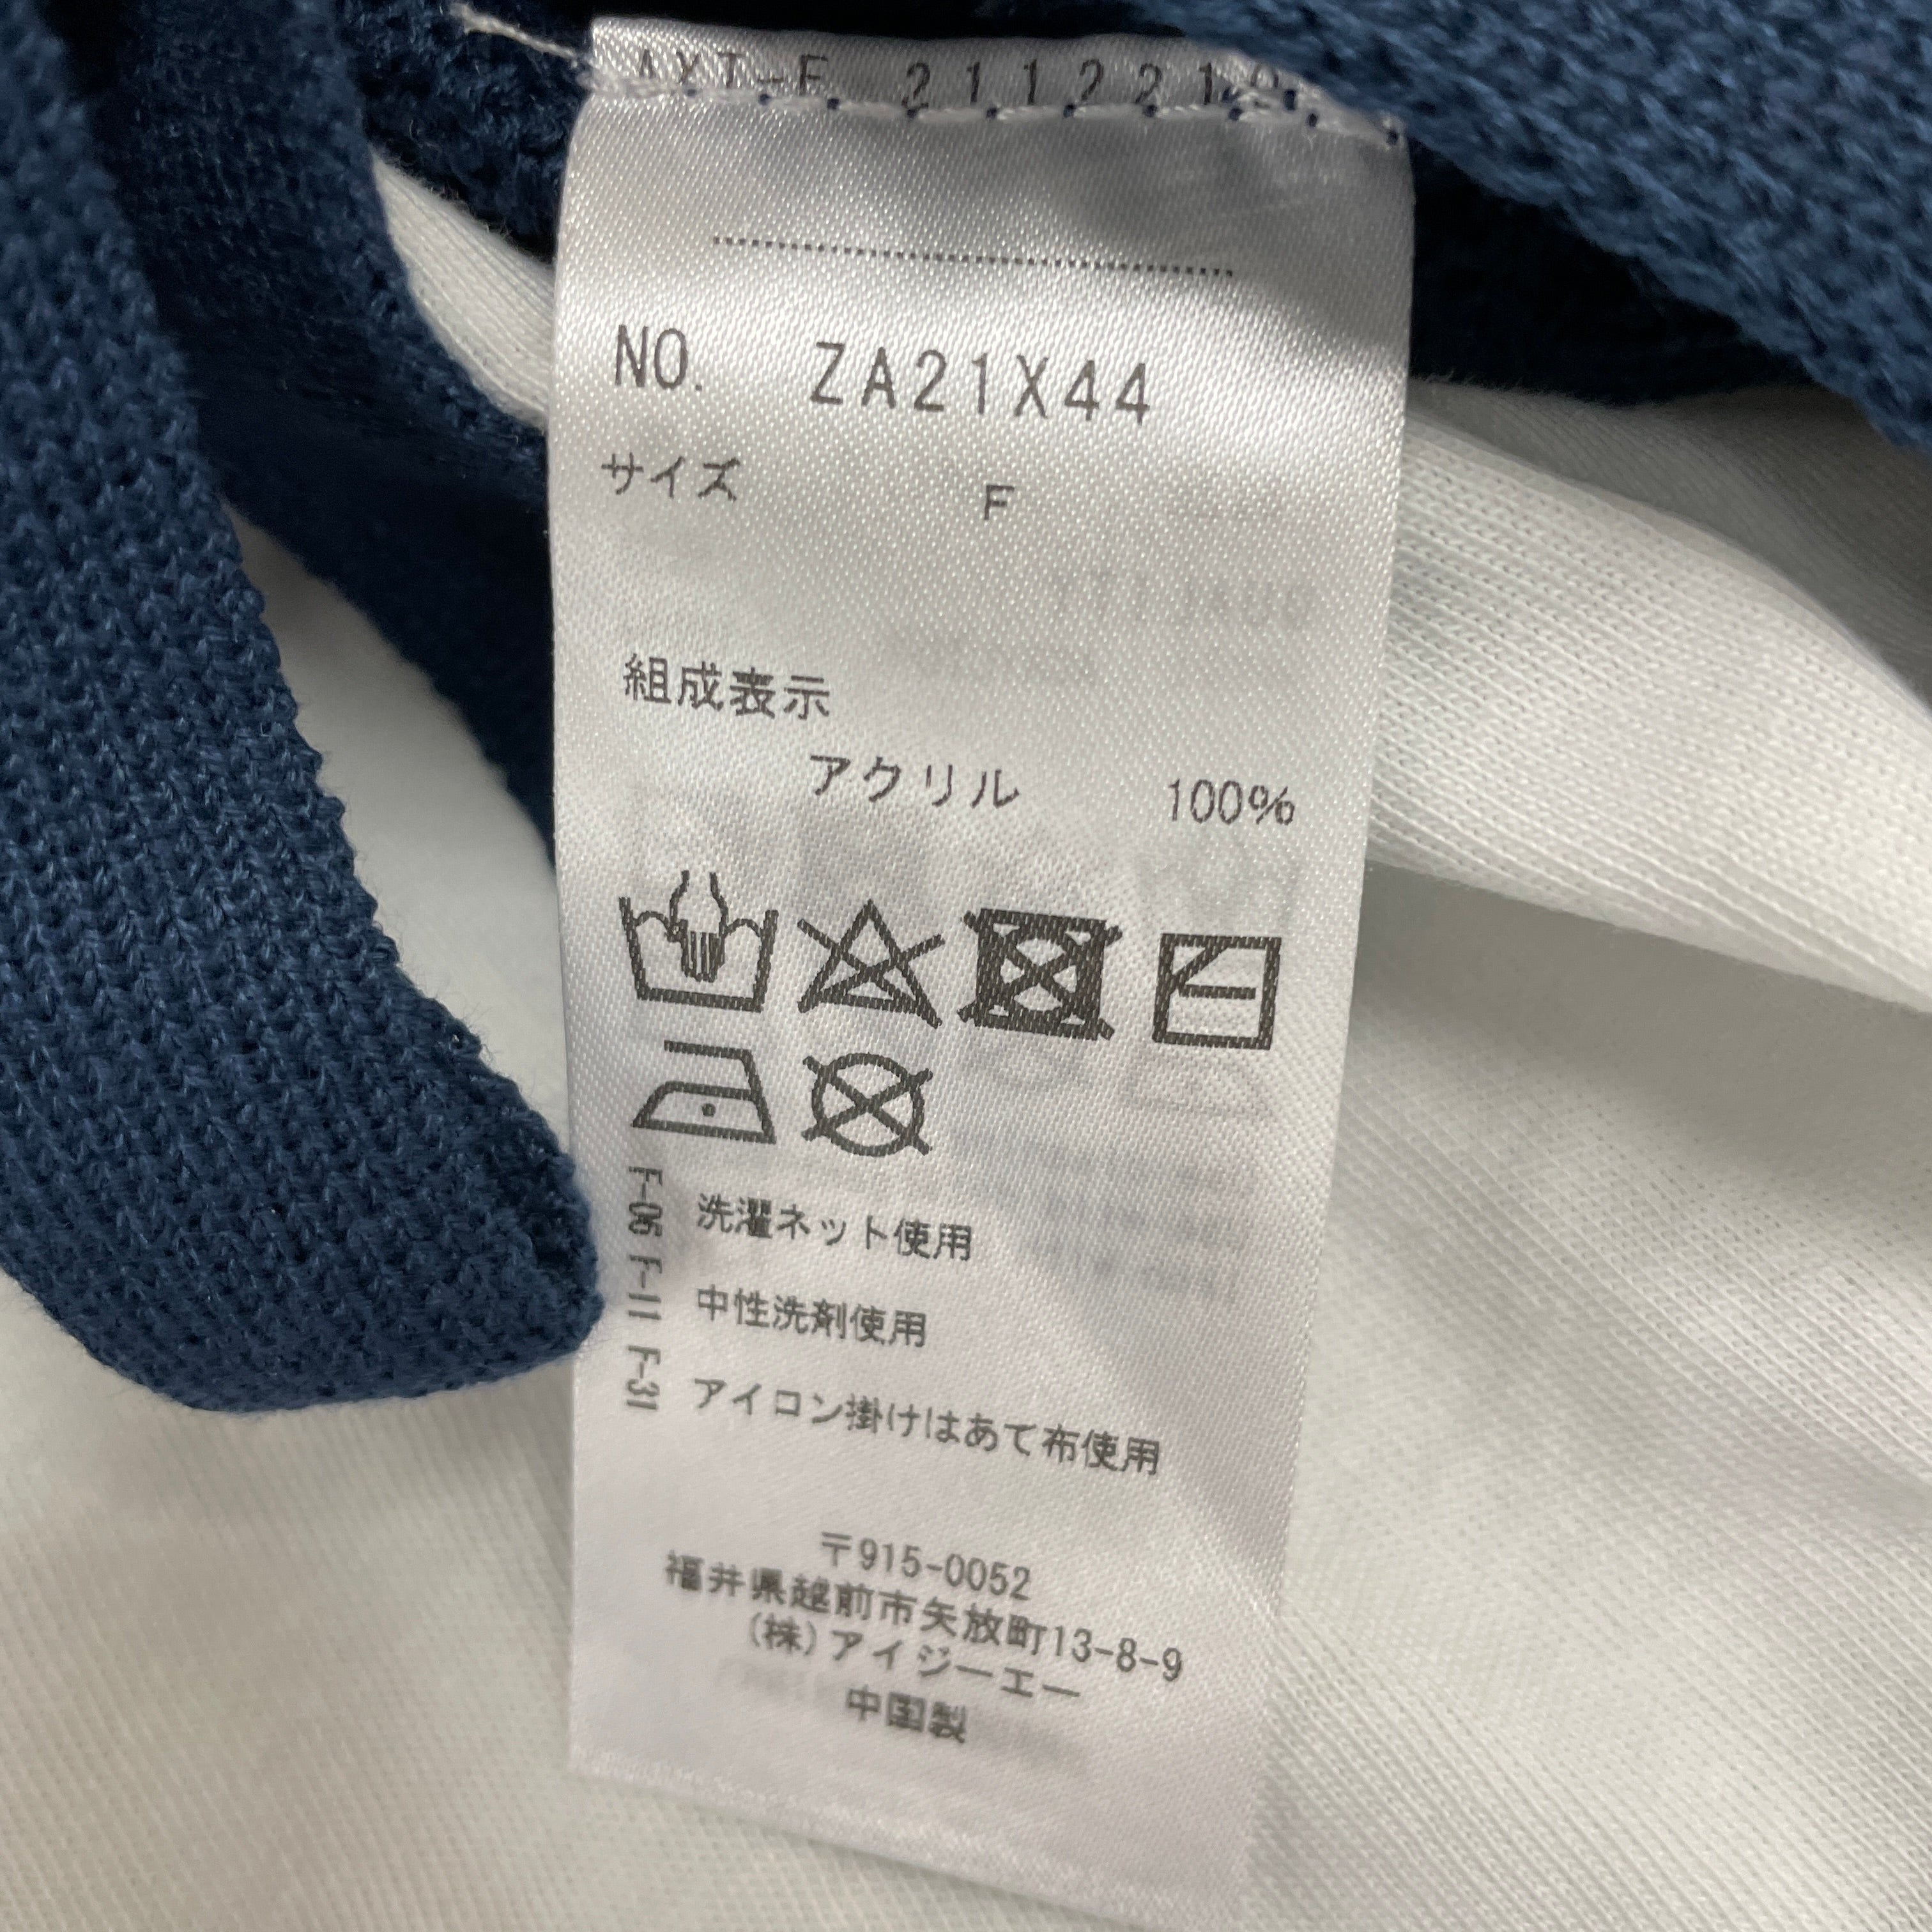 AXT-F 211221
NO. ZA21X44
サイズ F
組成表示
アクリル 100%
F-06 F-11 F-31
洗濯ネット使用
中性洗剤使用
アイロン掛けはあて布使用
〒915-0052
福井県越前市矢放町13-8-9
(株)アイジーエー
中国製